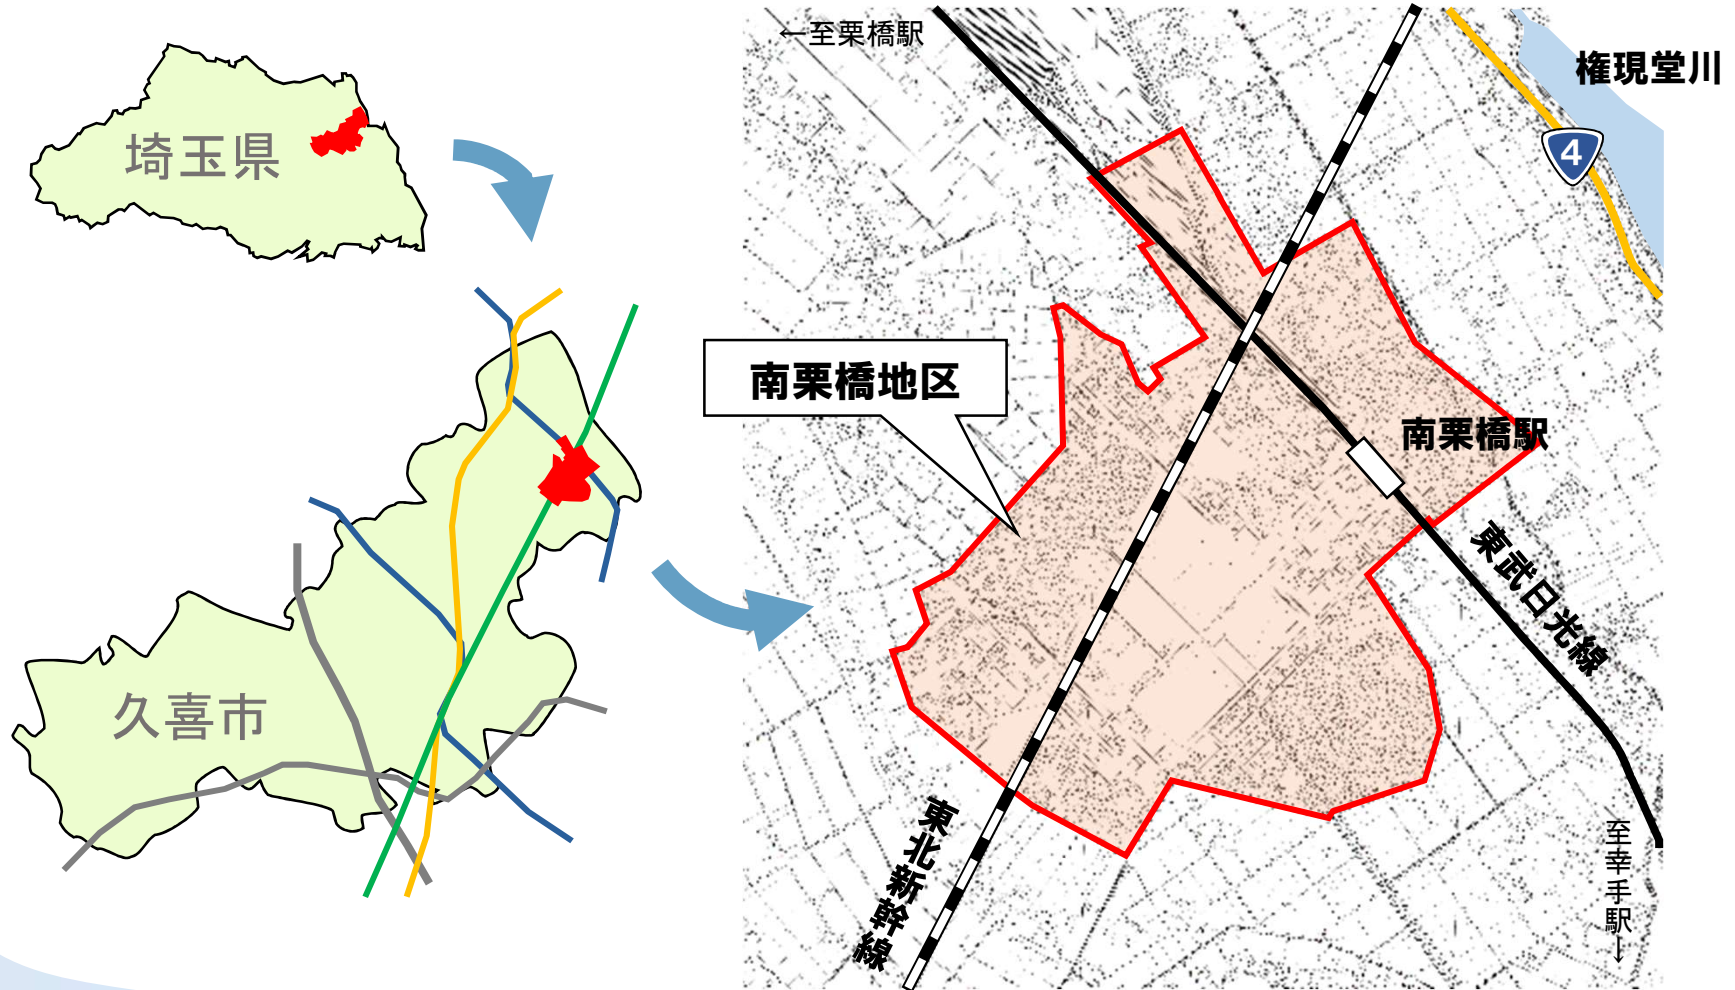 埼玉県
久喜市
←至栗橋駅
権現堂川
4
南栗橋地区
南栗橋駅
東武日光線
東北新幹線
至幸手駅→